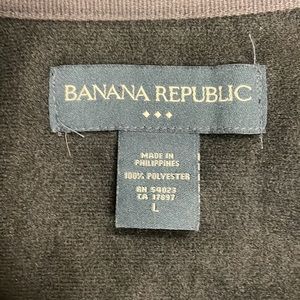 BANANA REPUBLIC
MADE IN
PHILIPPINES
100% POLYESTER
RN 54023
CA 17897
L